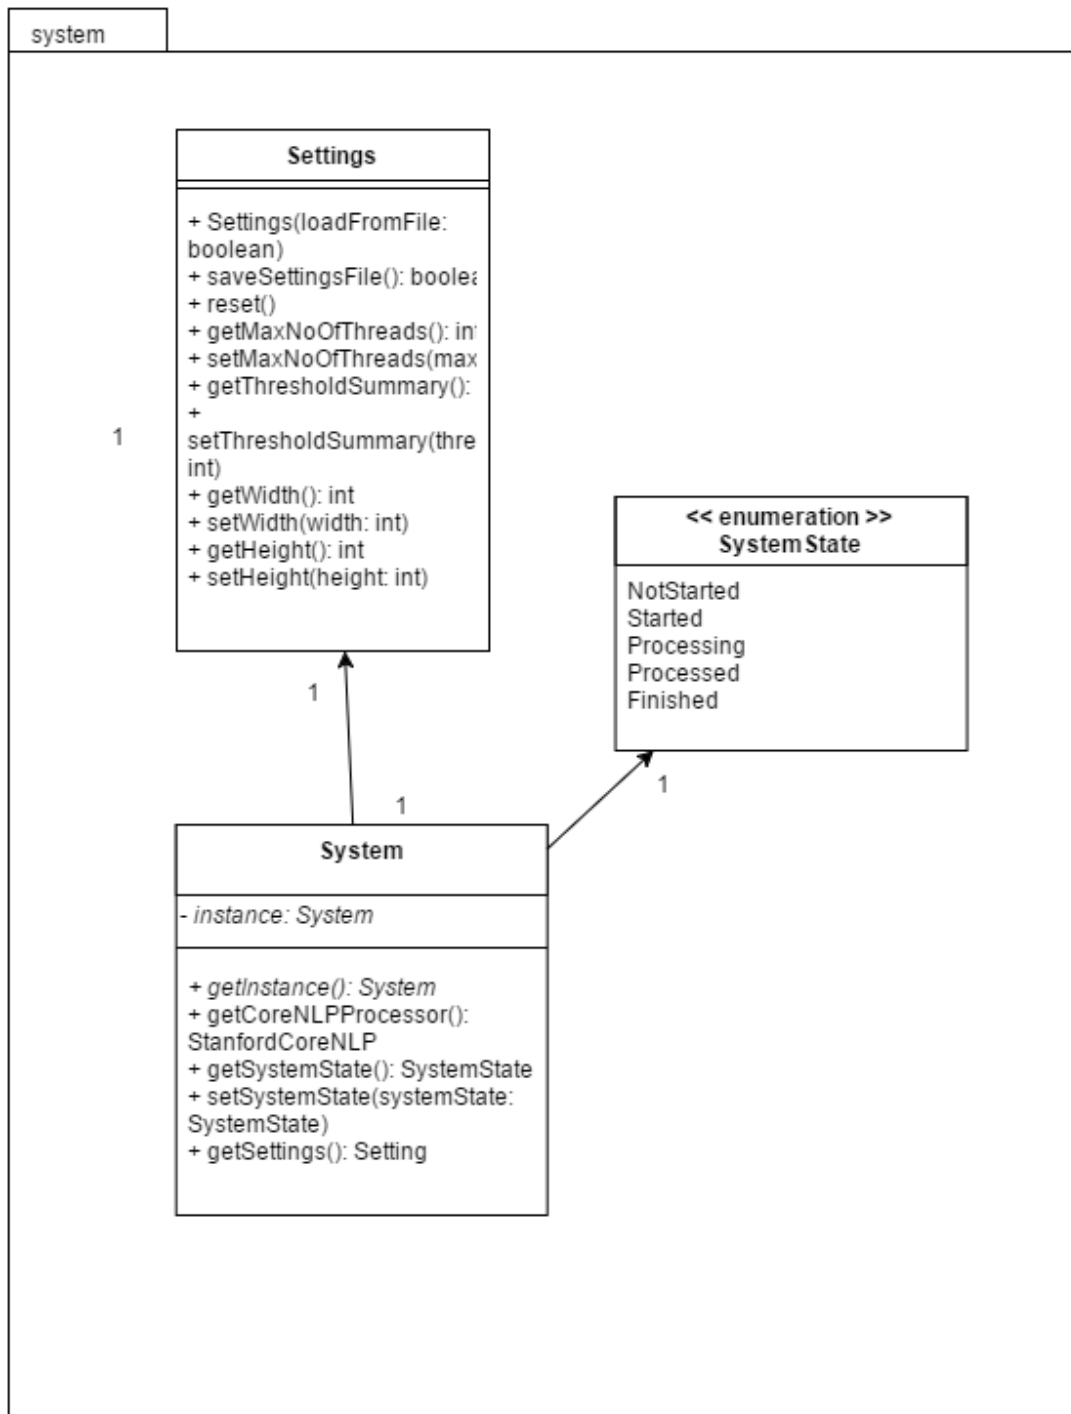 system
Settings
+ Settings(loadFromFile:
boolean)
+ saveSettingsFile():
+ reset()
+ getMaxNoOfThreads():
+ setMaxNoOfThreads(max
+ getThresholdSummary():
+
setThresholdSummary(thre
int)
+ getWidth(): int
+ setWidth(width: int)
+ getHeight(): int
+ setHeight(height: int)
1
<< enumeration >>
SystemState
NotStarted
Started
Processing
Processed
Finished
1
1
1
System
- instance: System
+ getInstance(): System
+ getCoreNLPProcessor():
StanfordCoreNLP
+ getSystemState(): SystemState
+ setSystemState(systemState:
SystemState)
+ getSettings(): Setting